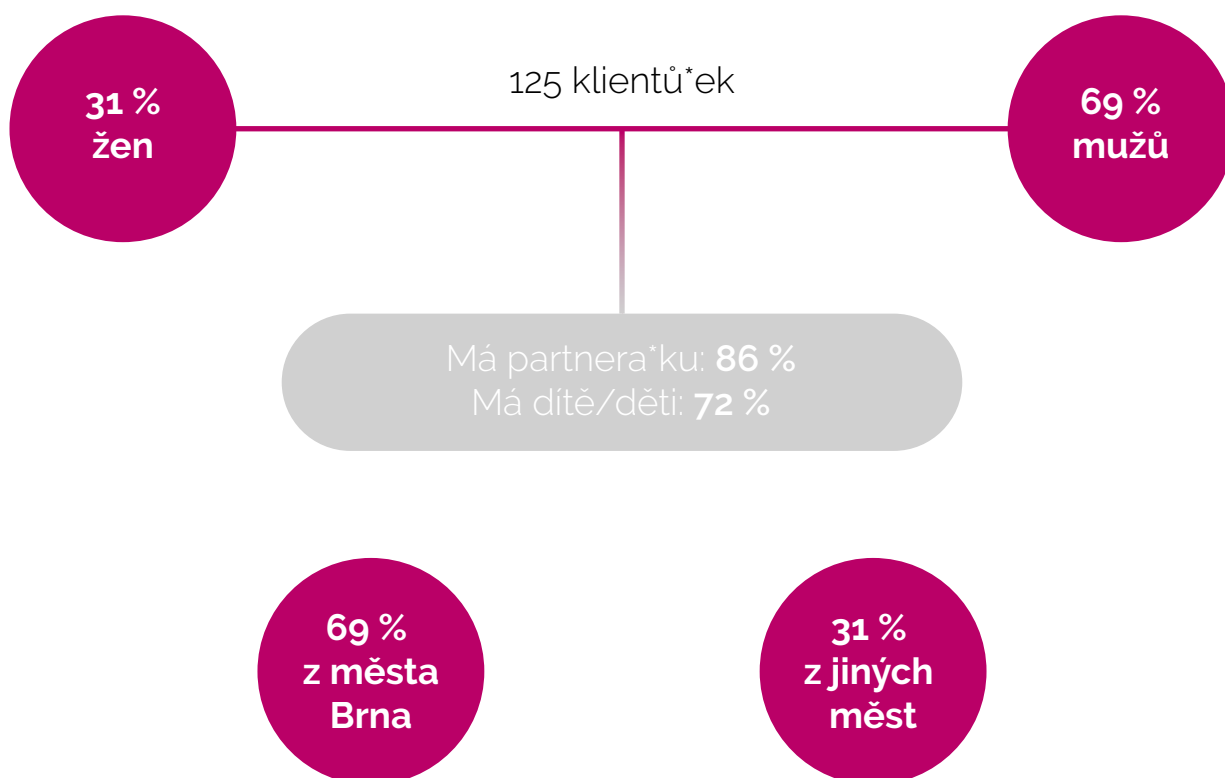 125 klientů*ek
31 %
žen
69 %
mužů
Má partnera*ku: 86 %
Má dítě/děti: 72 %
69 %
z města
Brna
31 %
z jiných
měst